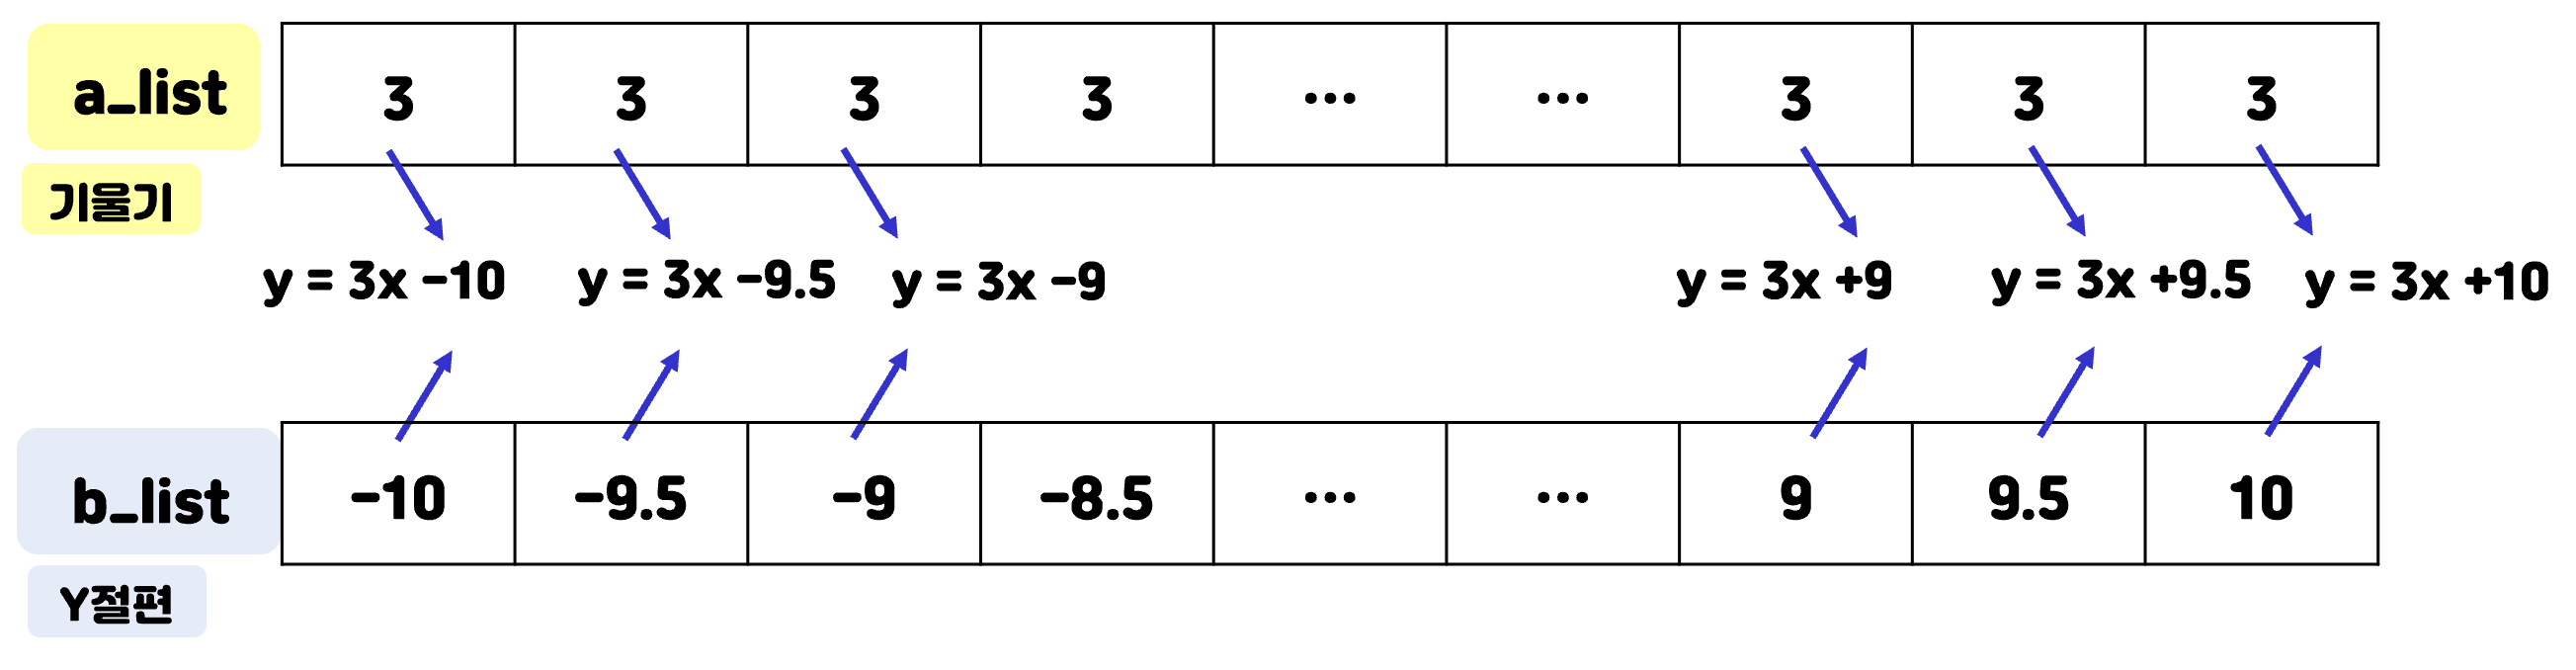 a_list 3 3 3 3 ... ... 3 3 3
기울기
y = 3x -10 y = 3x -9.5 y = 3x -9 y = 3x +9 y = 3x +9.5 y = 3x +10
b_list -10 -9.5 -9 -8.5 ... ... 9 9.5 10
Y절편